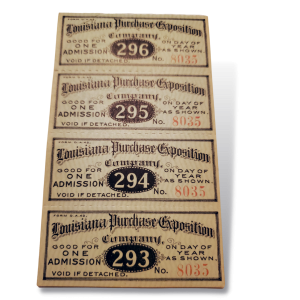 Louisiana Purchase Exposition
Company.
GOOD FOR ONE ADMISSION 296 ON DAY OF YEAR AS SHOWN.
VOID IF DETACHED. No. 8035
Louisiana Purchase Exposition
Company.
GOOD FOR ONE ADMISSION 295 ON DAY OF YEAR AS SHOWN.
VOID IF DETACHED. No. 8035
Louisiana Purchase Exposition
Company.
GOOD FOR ONE ADMISSION 294 ON DAY OF YEAR AS SHOWN.
VOID IF DETACHED. No. 8035
Louisiana Purchase Exposition
Company.
GOOD FOR ONE ADMISSION 293 ON DAY OF YEAR AS SHOWN.
VOID IF DETACHED. No. 8035